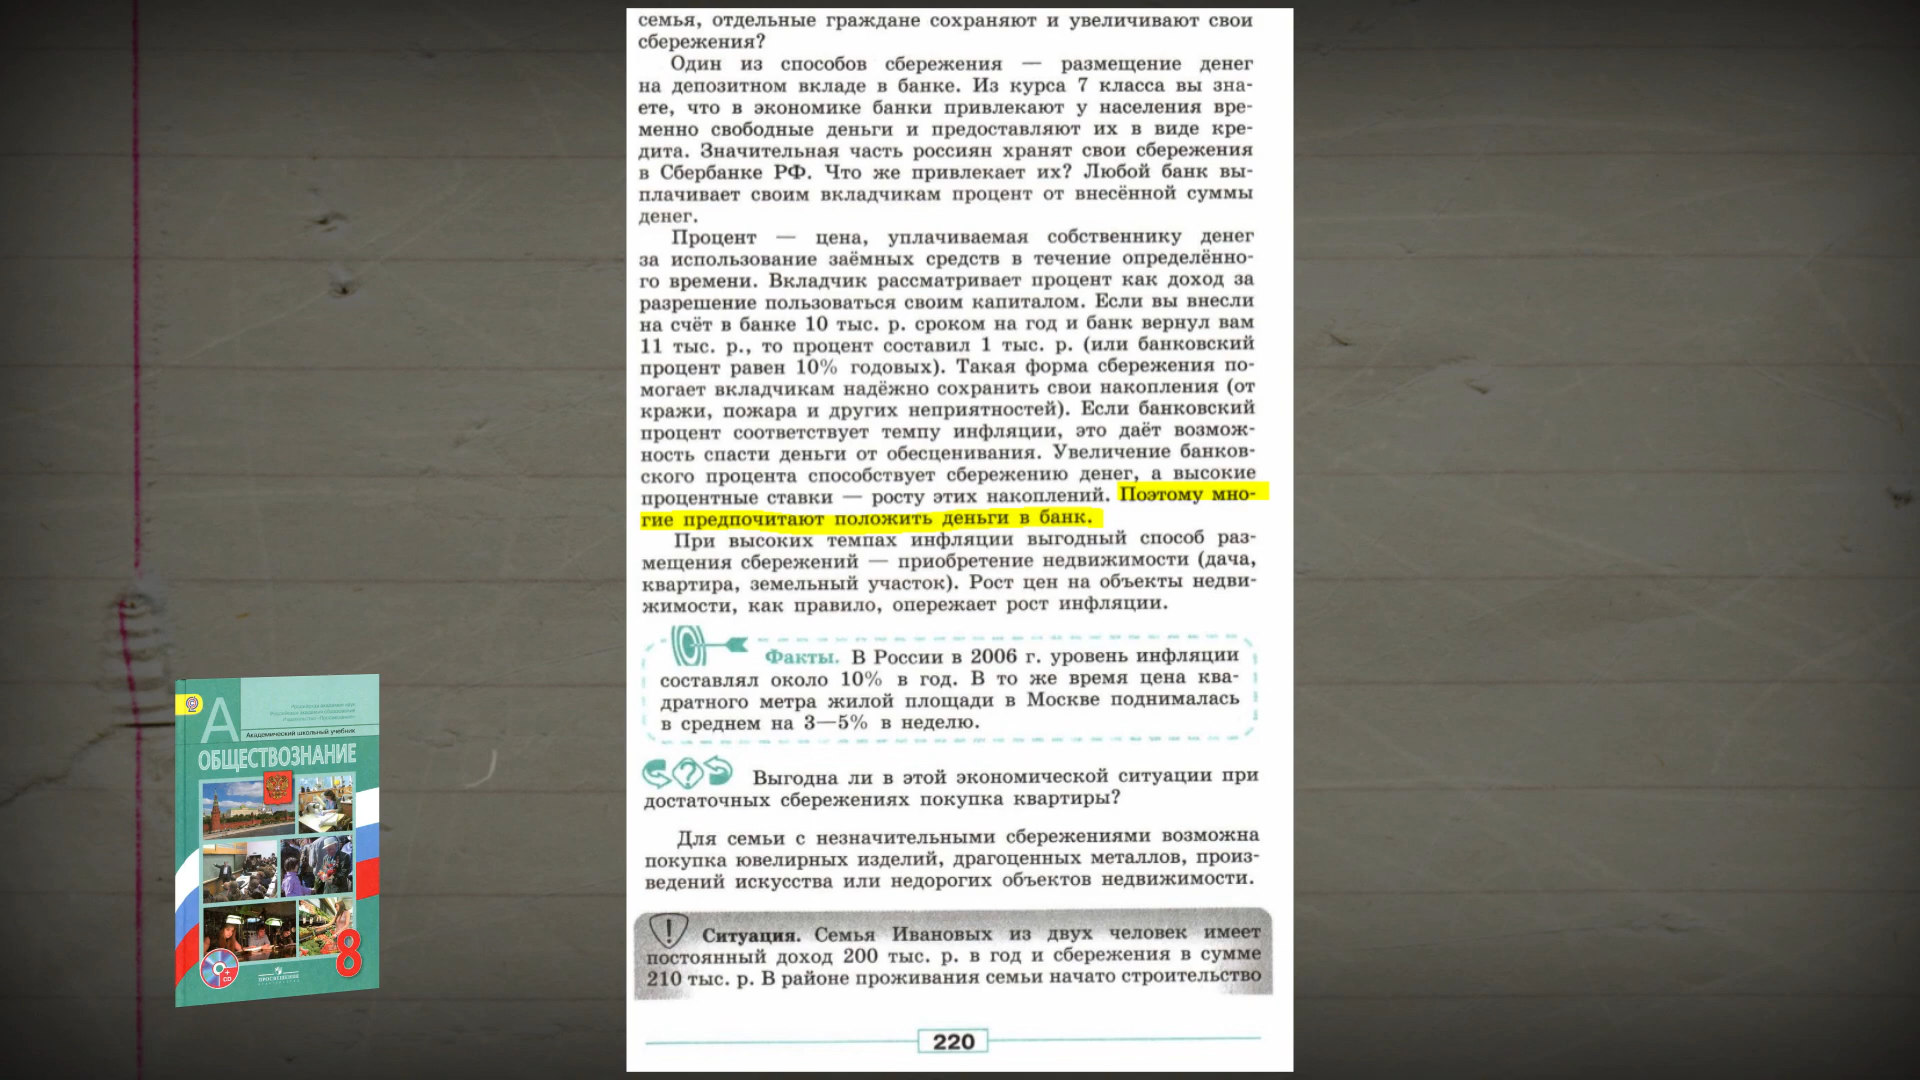 семья, отдельные граждане сохраняют и увеличивают свои
сбережения?
Один из способов сбережения — размещение денег
на депозитном вкладе в банке. Из курса 7 класса вы зна-
ете, что в экономике банки привлекают у населения вре-
менно свободные деньги и предоставляют их в виде кре-
дита. Значительная часть россиян хранят свои сбережения
в Сбербанке РФ. Что же привлекает их? Любой банк вы-
плачивает своим вкладчикам процент от внесённой суммы
денег.
Процент — цена, уплачиваемая собственнику денег
за использование заёмных средств в течение определённо-
го времени. Вкладчик рассматривает процент как доход за
разрешение пользоваться своим капиталом. Если вы внесли
на счёт в банке 10 тыс. р. сроком на год и банк вернул вам
11 тыс. р., то процент составил 1 тыс. р. (или банковский
процент равен 10% годовых). Такая форма сбережения по-
могает вкладчикам надёжно сохранить свои накопления (от
кражи, пожара и других неприятностей). Если банковский
процент соответствует темпу инфляции, это даёт возмож-
ность спасти деньги от обесценивания. Увеличение банков-
ского процента способствует сбережению денег, а высокие
процентные ставки — росту этих накоплений. Поэтому мно-
гие предпочитают положить деньги в банк.
При высоких темпах инфляции выгодный способ раз-
мещения сбережений — приобретение недвижимости (дача,
квартира, земельный участок). Рост цен на объекты недви-
жимости, как правило, опережает рост инфляции.
Факты. В России в 2006 г. уровень инфляции
составлял около 10% в год. В то же время цена ква-
дратного метра жилой площади в Москве поднималась
в среднем на 3—5% в неделю.
Выгодна ли в этой экономической ситуации при
достаточных сбережениях покупка квартиры?
Для семьи с незначительными сбережениями возможна
покупка ювелирных изделий, драгоценных металлов, произ-
ведений искусства или недорогих объектов недвижимости.
Ситуация. Семья Ивановых из двух человек имеет
постоянный доход 200 тыс. р. в год и сбережения в сумме
210 тыс. р. В районе проживания семьи начато строительство
220
А
Академический школьный учебник
ОБЩЕСТВОЗНАНИЕ
8
+
CD
ПРОСВЕЩЕНИЕ